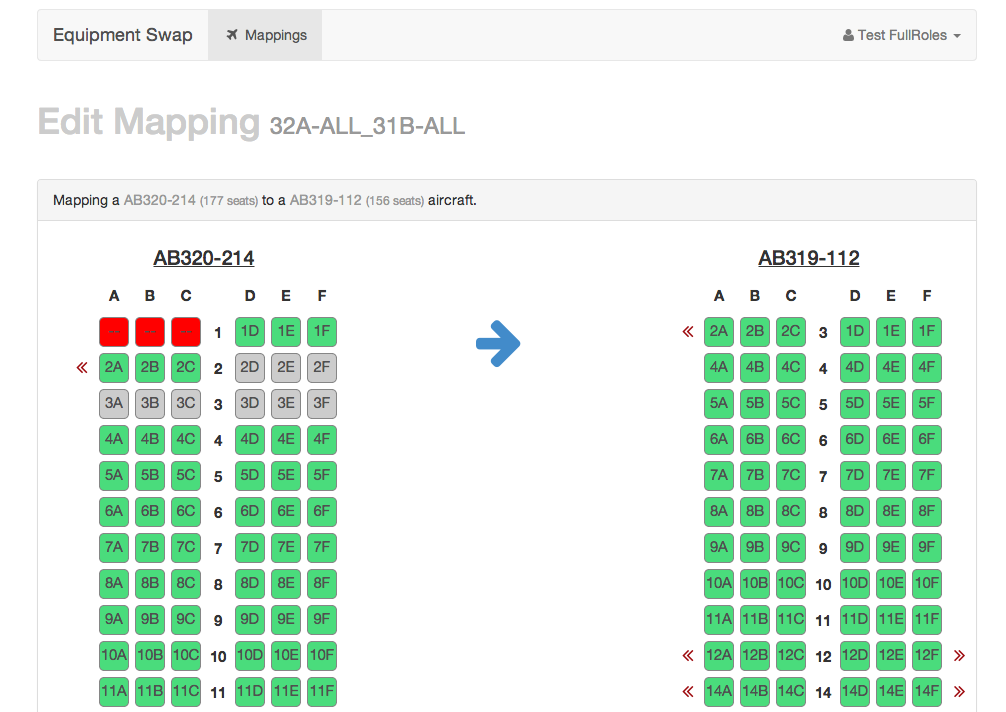 Equipment Swap Mappings Test FullRoles
Edit Mapping 32A-ALL_31B-ALL
Mapping a AB320-214 (177 seats) to a AB319-112 (156 seats) aircraft.
AB320-214 AB319-112
A B C D E F A B C D E F
-- -- -- 1 1D 1E 1F « 2A 2B 2C 3 1D 1E 1F
« 2A 2B 2C 2 2D 2E 2F 4A 4B 4C 4 4D 4E 4F
3A 3B 3C 3 3D 3E 3F 5A 5B 5C 5 5D 5E 5F
4A 4B 4C 4 4D 4E 4F 6A 6B 6C 6 6D 6E 6F
5A 5B 5C 5 5D 5E 5F 7A 7B 7C 7 7D 7E 7F
6A 6B 6C 6 6D 6E 6F 8A 8B 8C 8 8D 8E 8F
7A 7B 7C 7 7D 7E 7F 9A 9B 9C 9 9D 9E 9F
8A 8B 8C 8 8D 8E 8F 10A 10B 10C 10 10D 10E 10F
9A 9B 9C 9 9D 9E 9F 11A 11B 11C 11 11D 11E 11F
10A 10B 10C 10 10D 10E 10F « 12A 12B 12C 12 12D 12E 12F »
11A 11B 11C 11 11D 11E 11F « 14A 14B 14C 14 14D 14E 14F »